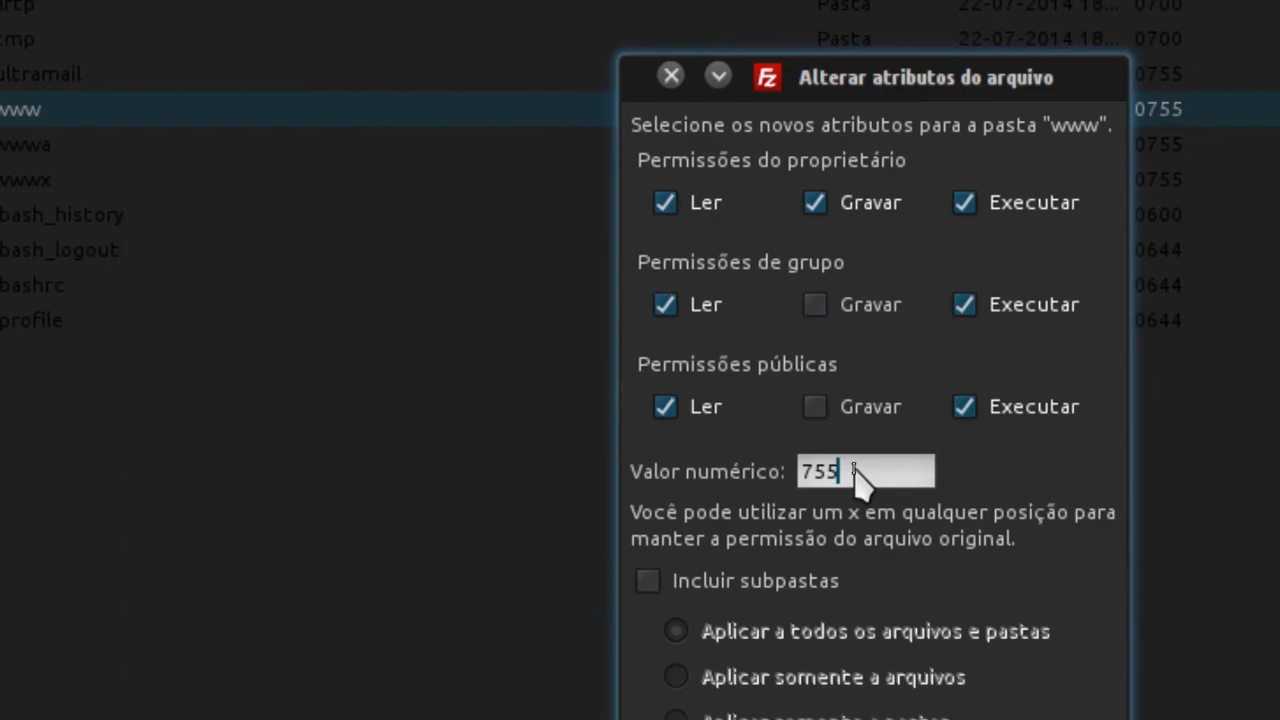 Pasta 22-07-2014 18... 0700
Pasta 22-07-2014 18... 0700
ultramail 0755
www 0755
wwwa 0755
wwwx 0755
bash_history 0600
bash_logout 0644
bashrc 0644
profile 0644
Fz Alterar atributos do arquivo
Selecione os novos atributos para a pasta "www".
Permissões do proprietário
Ler Gravar Executar
Permissões de grupo
Ler Gravar Executar
Permissões públicas
Ler Gravar Executar
Valor numérico: 755
Você pode utilizar um x em qualquer posição para
manter a permissão do arquivo original.
Incluir subpastas
Aplicar a todos os arquivos e pastas
Aplicar somente a arquivos